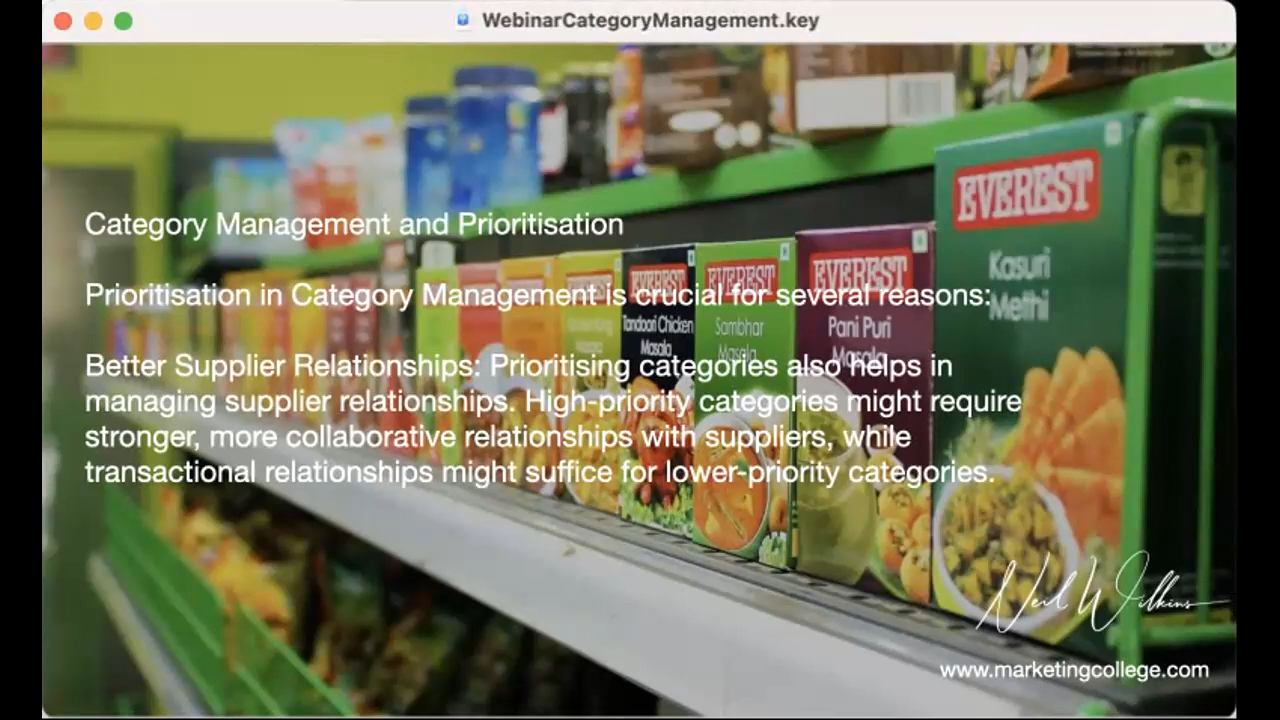 WebinarCategoryManagement.key
Category Management and Prioritisation
Prioritisation in Category Management is crucial for several reasons:
Better Supplier Relationships: Prioritising categories also helps in
managing supplier relationships. High-priority categories might require
stronger, more collaborative relationships with suppliers, while
transactional relationships might suffice for lower-priority categories.
EVEREST
Kasuri
Methi
EVEREST
Pani Puri
Masala
EVEREST
Sambhar
Masala
EVEREST
Tandoori Chicken
Masala
Neil Wilkins
www.marketingcollege.com